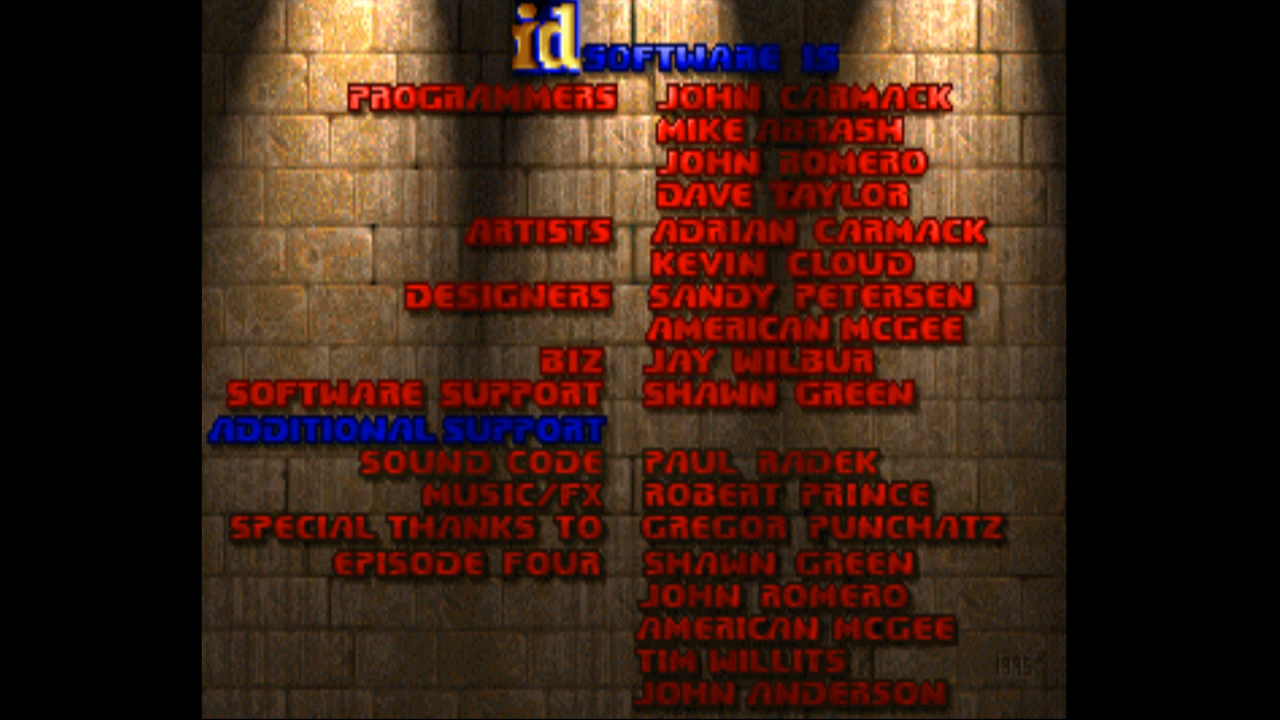 id SOFTWARE IS
PROGRAMMERS JOHN CARMACK
MIKE ABRASH
JOHN ROMERO
DAVE TAYLOR
ARTISTS ADRIAN CARMACK
KEVIN CLOUD
DESIGNERS SANDY PETERSEN
AMERICAN MCGEE
BIZ JAY WILBUR
SOFTWARE SUPPORT SHAWN GREEN
ADDITIONAL SUPPORT
SOUND CODE PAUL RADEK
MUSIC/FX ROBERT PRINCE
SPECIAL THANKS TO GREGOR PUNCHATZ
EPISODE FOUR SHAWN GREEN
JOHN ROMERO
AMERICAN MCGEE
TIM WILLITS
1995
JOHN ANDERSON